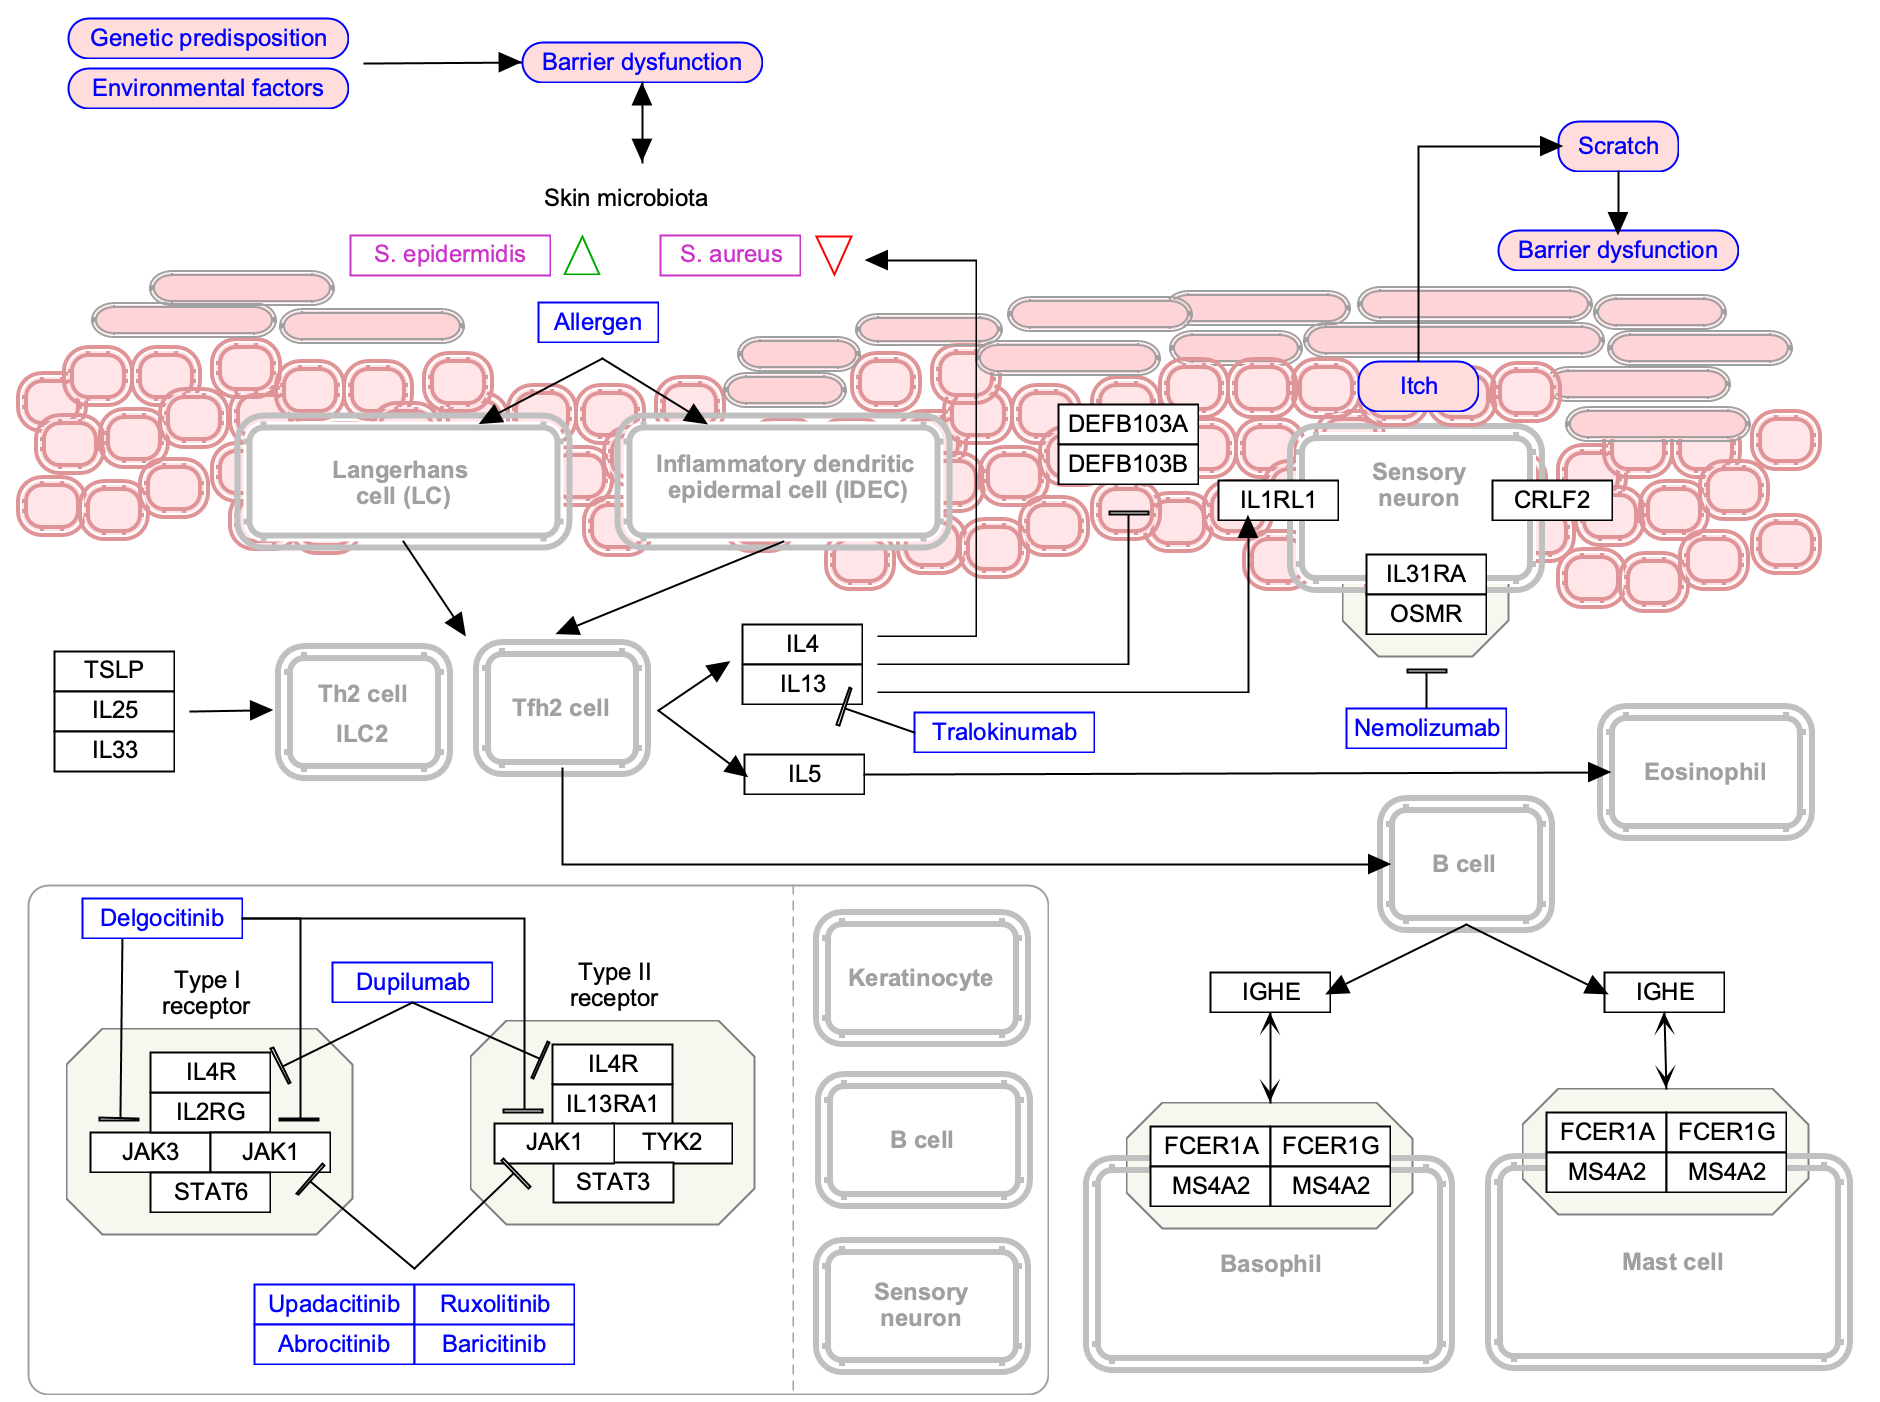 Genetic predisposition
Environmental factors
Barrier dysfunction
Skin microbiota
S. epidermidis
S. aureus
Allergen
Scratch
Barrier dysfunction
Itch
Langerhans
cell (LC)
Inflammatory dendritic
epidermal cell (IDEC)
DEFB103A
DEFB103B
Sensory
neuron
IL1RL1
CRLF2
IL31RA
OSMR
TSLP
IL25
IL33
Th2 cell
ILC2
Tfh2 cell
IL4
IL13
Tralokinumab
Nemolizumab
IL5
Eosinophil
B cell
Delgocitinib
Type I
receptor
Dupilumab
Type II
receptor
IL4R
IL2RG
JAK3
JAK1
STAT6
IL4R
IL13RA1
JAK1
TYK2
STAT3
Upadacitinib
Ruxolitinib
Abrocitinib
Baricitinib
Keratinocyte
B cell
Sensory
neuron
IGHE
IGHE
FCER1A
FCER1G
MS4A2
MS4A2
Basophil
FCER1A
FCER1G
MS4A2
MS4A2
Mast cell